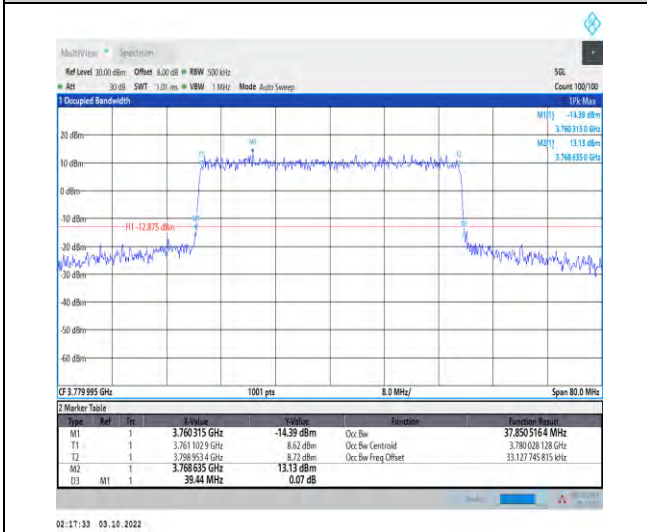 MultiView Spectrum
Ref Level 30.00 dBm Offset 8.00 dB RBW 500 kHz SGL
Att 30 dB SWT 1.01 ms VBW 1 MHz Mode Auto Sweep Count 100/100
1 Occupied Bandwidth 1Pk Max
M1[1] -14.39 dBm
3.760 315 0 GHz
M2[1] 13.13 dBm
3.768 635 0 GHz
20 dBm
10 dBm
0 dBm
-10 dBm
H1 -12.875 dBm
-20 dBm
-30 dBm
-40 dBm
-50 dBm
-60 dBm
T1
M2
T2
M1
CF 3.779 995 GHz 1001 pts 8.0 MHz/ Span 80.0 MHz
2 Marker Table
Type Ref Trc X-Value Y-Value Function Function Result
M1 1 3.760 315 GHz -14.39 dBm Occ Bw 37.850 516 4 MHz
T1 1 3.761 102 9 GHz 8.62 dBm Occ Bw Centroid 3.780 028 128 GHz
T2 1 3.798 953 4 GHz 8.72 dBm Occ Bw Freq Offset 33.127 745 815 kHz
M2 1 3.768 635 GHz 13.13 dBm
D3 M1 1 39.44 MHz 0.07 dB
02:17:33 03.10.2022